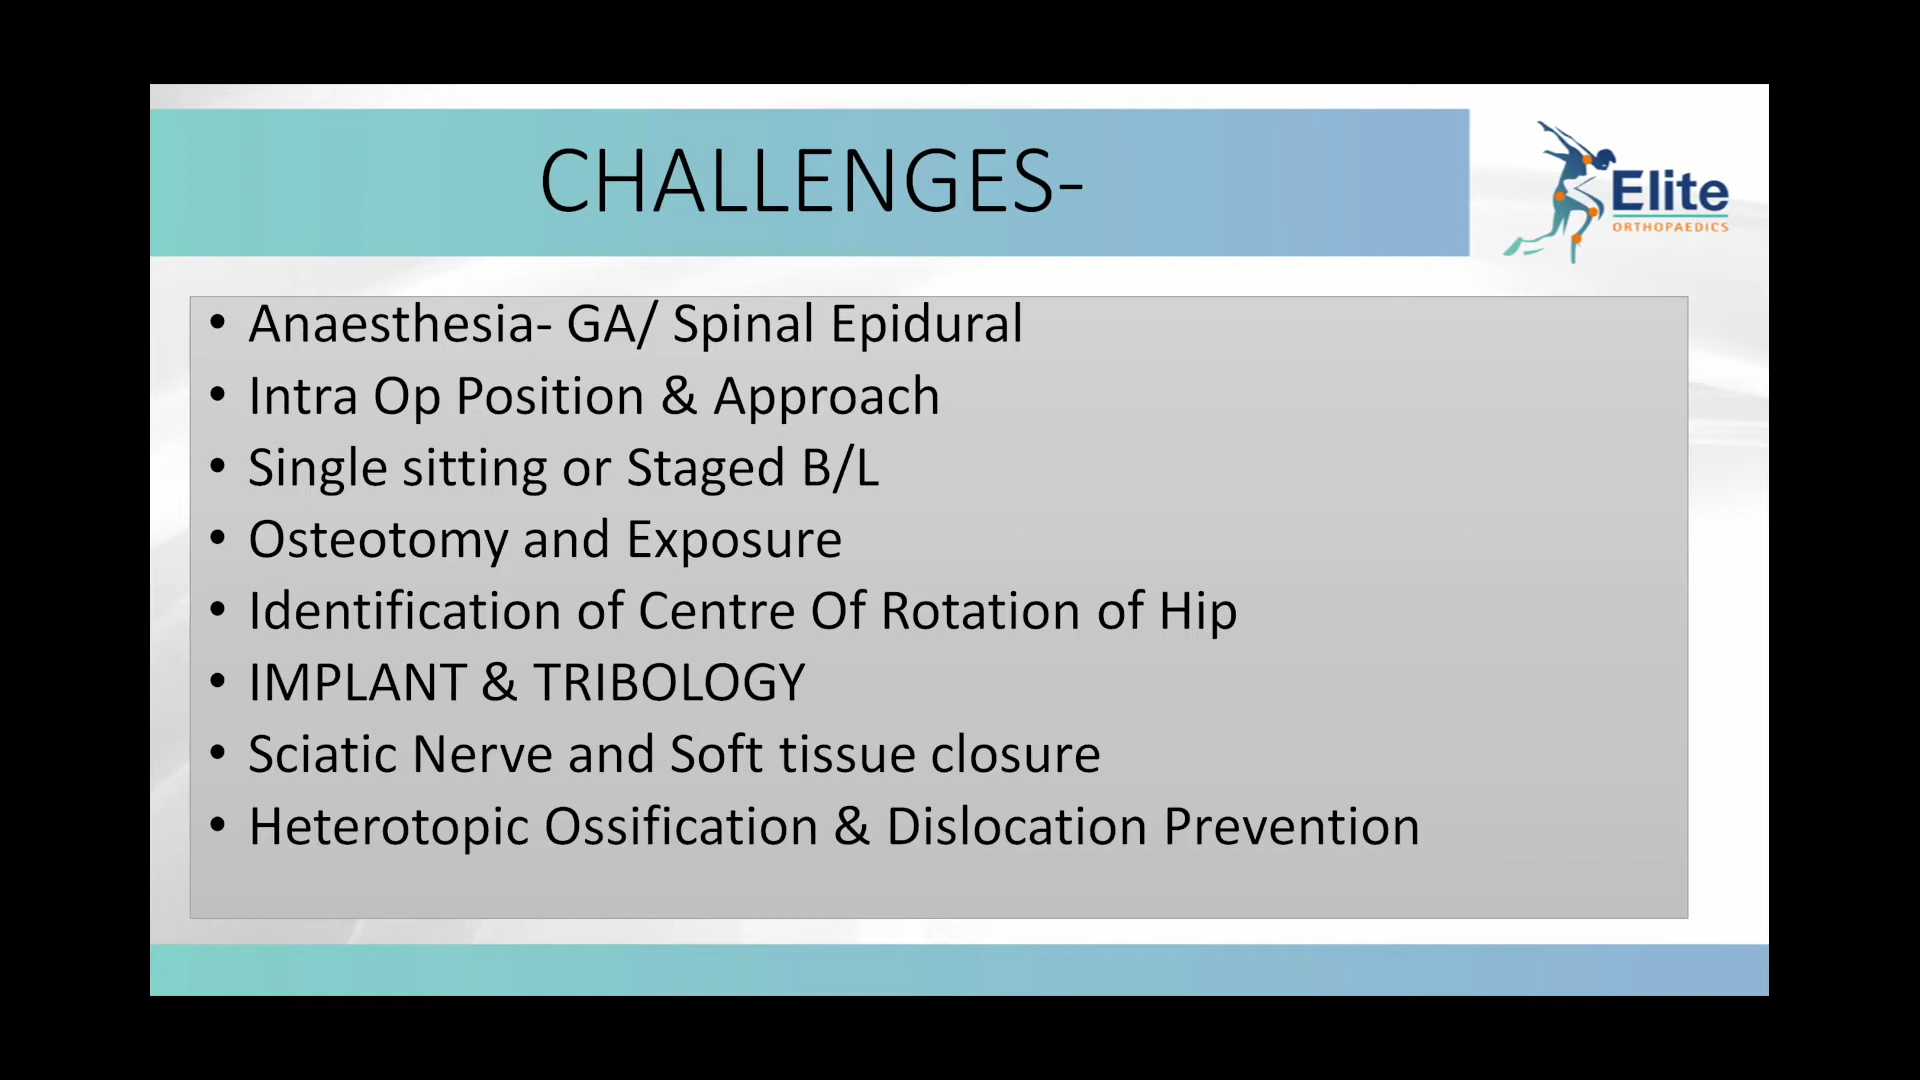 CHALLENGES-
Elite
ORTHOPAEDICS
• Anaesthesia- GA/ Spinal Epidural
• Intra Op Position & Approach
• Single sitting or Staged B/L
• Osteotomy and Exposure
• Identification of Centre Of Rotation of Hip
• IMPLANT & TRIBOLOGY
• Sciatic Nerve and Soft tissue closure
• Heterotopic Ossification & Dislocation Prevention